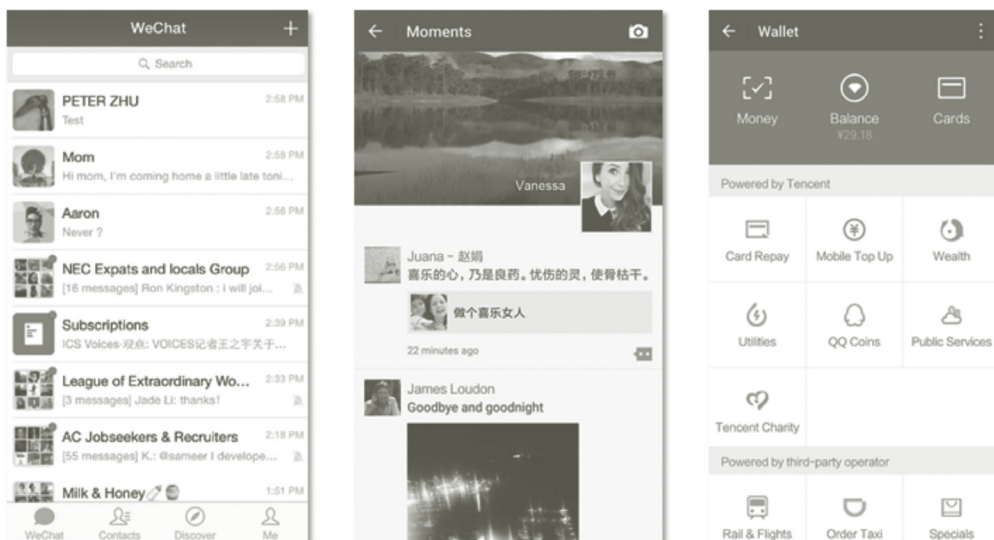 WeChat
Search
PETER ZHU 2:58 PM
Test
Mom 2:58 PM
Hi mom, I'm coming home a little late toni...
Aaron 2:56 PM
Never ?
NEC Expats and locals Group 2:56 PM
[16 messages] Ron Kingston : i will joi...
Subscriptions 2:39 PM
ICS Voices·观点: VOICES记者王之宇关于...
League of Extraordinary Wo... 2:33 PM
[3 messages] Jade Li: thanks!
AC Jobseekers & Recruiters 2:18 PM
[55 messages] K.: @sameer I develope...
Milk & Honey 1:51 PM
WeChat Contacts Discover Me
Moments
Vanessa
Juana - 赵娟
喜乐的心，乃是良药。忧伤的灵，使骨枯干。
做个喜乐女人
22 minutes ago
James Loudon
Goodbye and goodnight
Wallet
Money Balance Cards
¥29.18
Powered by Tencent
Card Repay Mobile Top Up Wealth
Utilities QQ Coins Public Services
Tencent Charity
Powered by third-party operator
Rail & Flights Order Taxi Specials